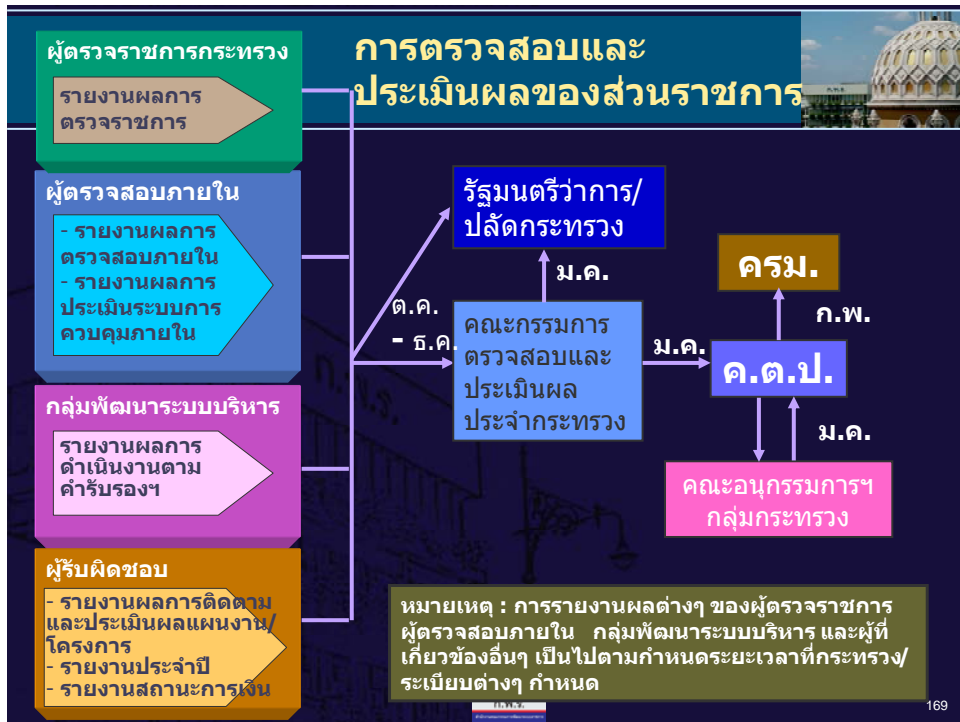 การตรวจสอบและ
ประเมินผลของส่วนราชการ
ผู้ตรวจราชการกระทรวง
รายงานผลการ
ตรวจราชการ
ผู้ตรวจสอบภายใน
- รายงานผลการ
ตรวจสอบภายใน
- รายงานผลการ
ประเมินระบบการ
ควบคุมภายใน
กลุ่มพัฒนาระบบบริหาร
รายงานผลการ
ดำเนินงานตาม
คำรับรองฯ
ผู้รับผิดชอบ
- รายงานผลการติดตาม
และประเมินผลแผนงาน/
โครงการ
- รายงานประจำปี
- รายงานสถานะการเงิน
ต.ค.
- ธ.ค.
รัฐมนตรีว่าการ/
ปลัดกระทรวง
ม.ค.
คณะกรรมการ
ตรวจสอบและ
ประเมินผล
ประจำกระทรวง
ม.ค.
ครม.
ก.พ.
ค.ต.ป.
ม.ค.
คณะอนุกรรมการฯ
กลุ่มกระทรวง
หมายเหตุ : การรายงานผลต่างๆ ของผู้ตรวจราชการ
ผู้ตรวจสอบภายใน กลุ่มพัฒนาระบบบริหาร และผู้ที่
เกี่ยวข้องอื่นๆ เป็นไปตามกำหนดระยะเวลาที่กระทรวง/
ระเบียบต่างๆ กำหนด
ก.พ.ร.
169